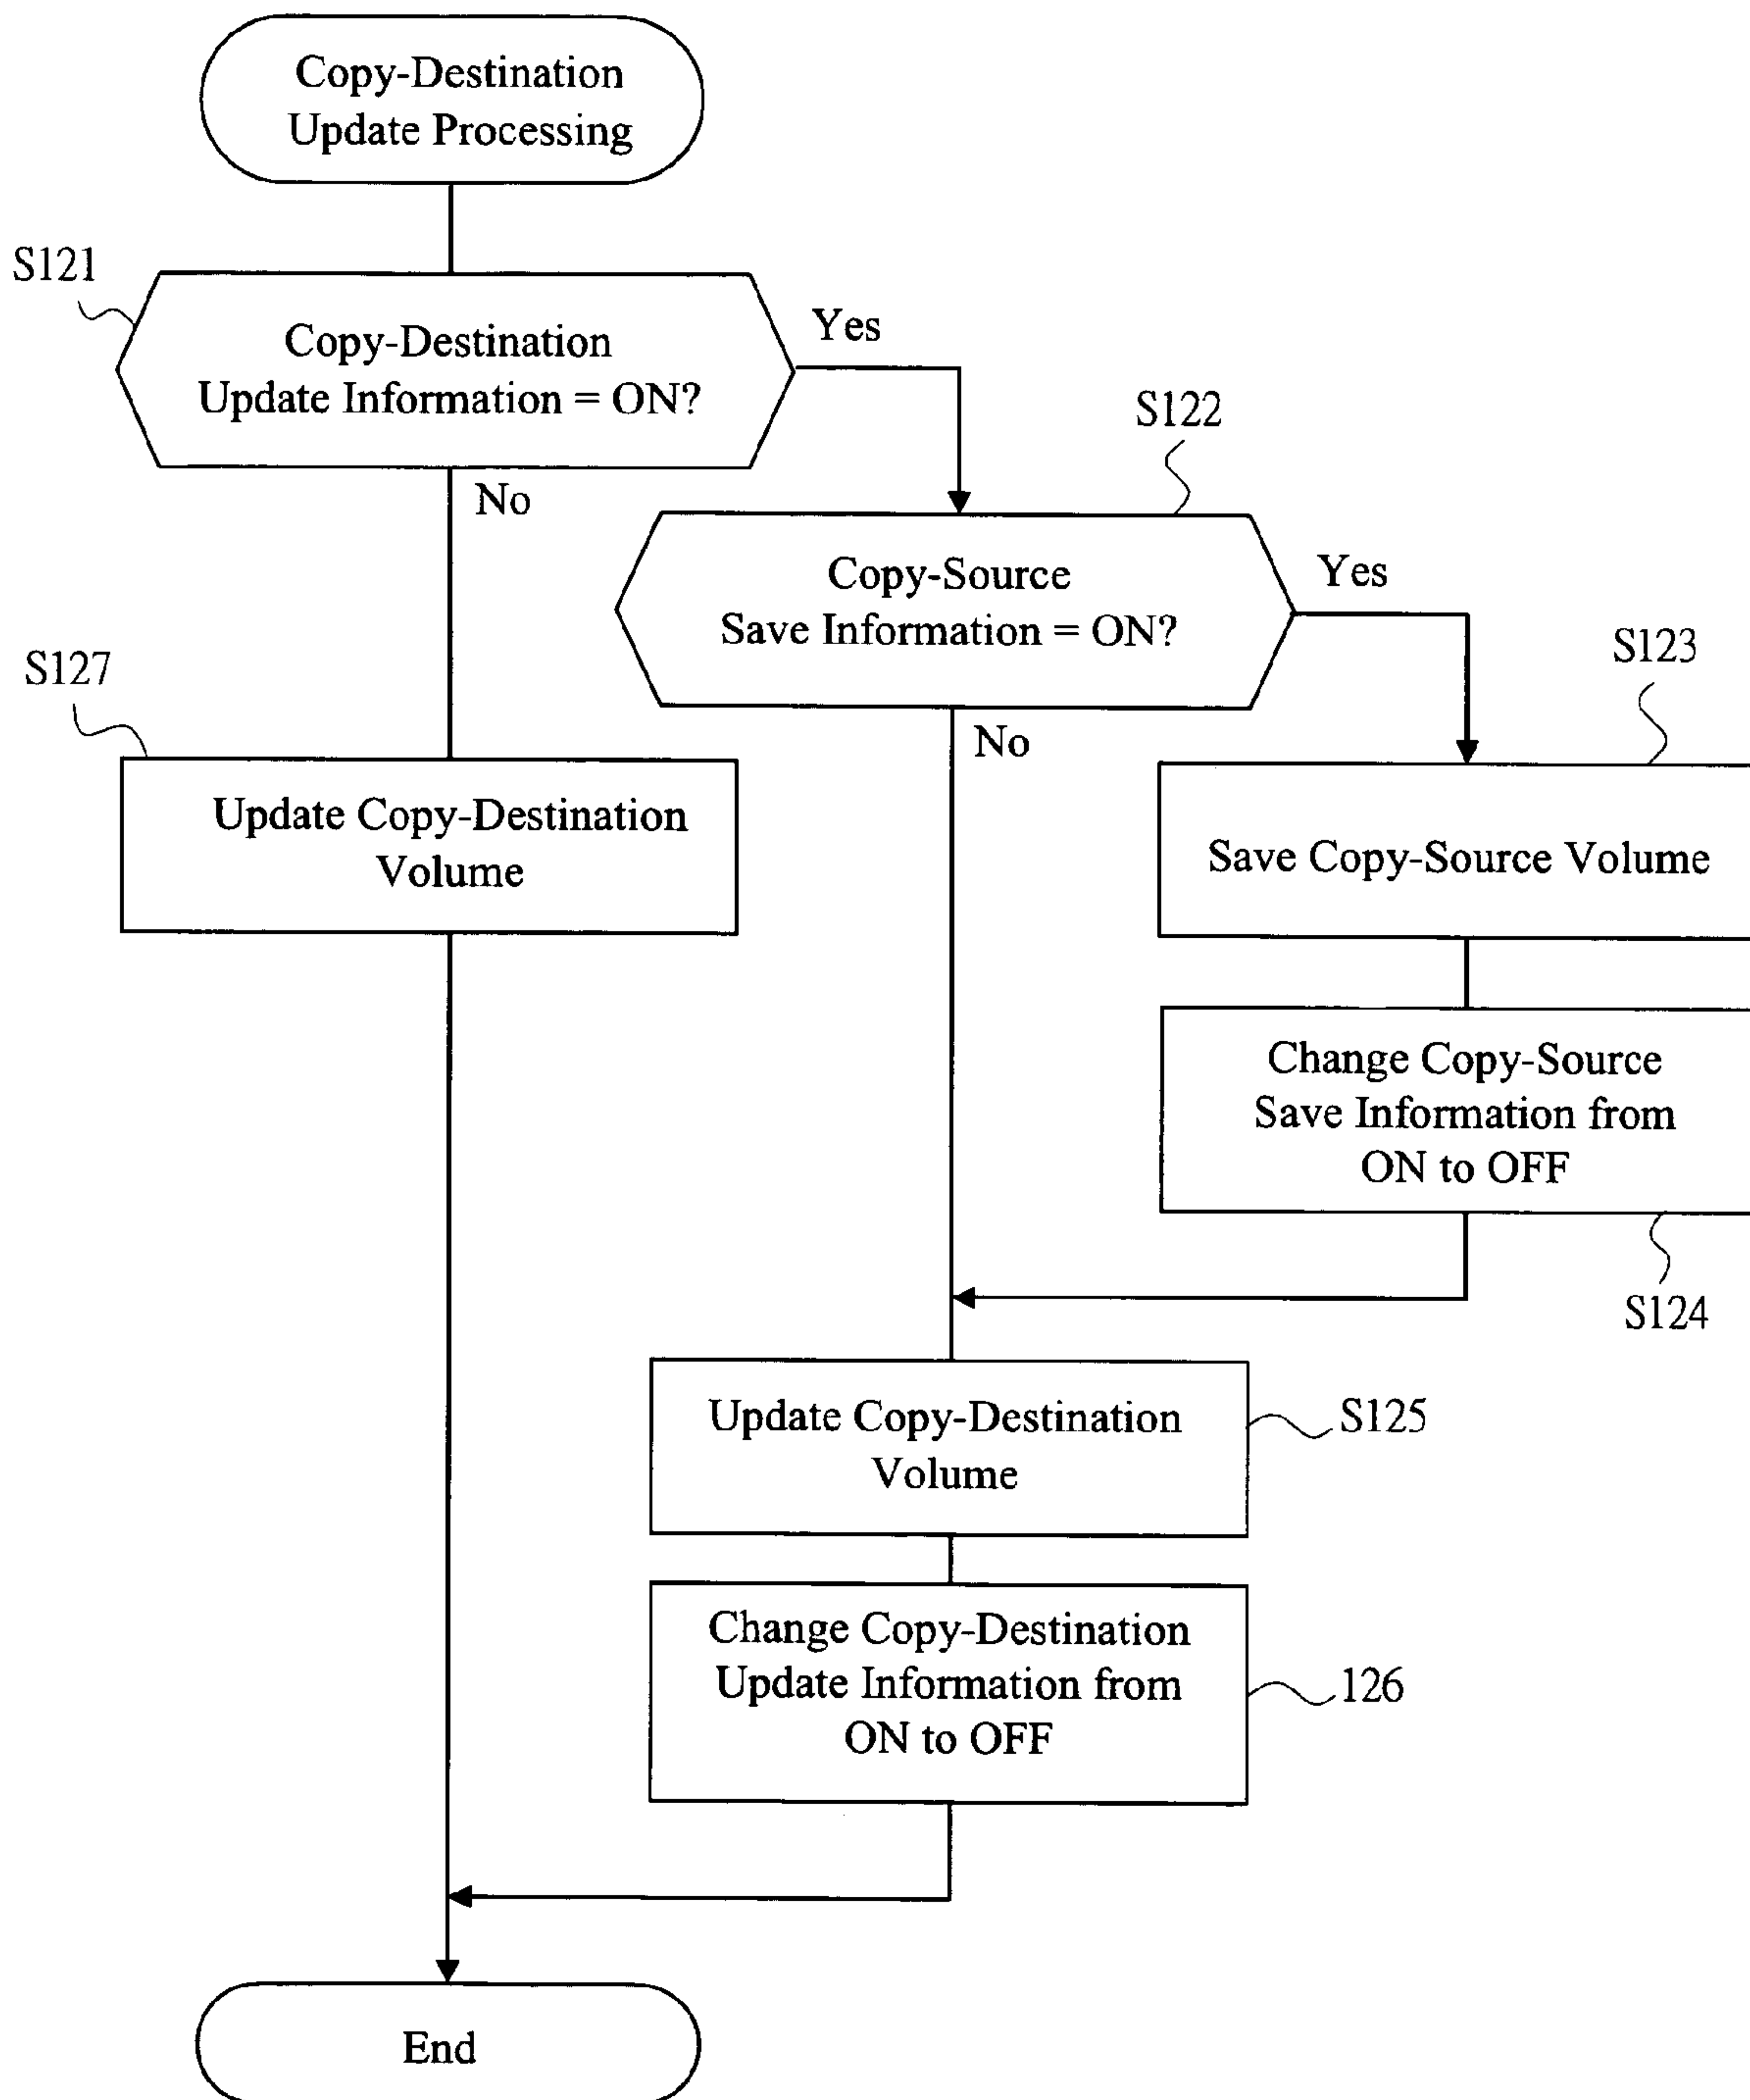 Copy-Destination
Update Processing
S121
Copy-Destination
Update Information = ON?
Yes
No
S122
Copy-Source
Save Information = ON?
Yes
No
S127
Update Copy-Destination
Volume
S123
Save Copy-Source Volume
Change Copy-Source
Save Information from
ON to OFF
S124
Update Copy-Destination
Volume
S125
Change Copy-Destination
Update Information from
ON to OFF
126
End